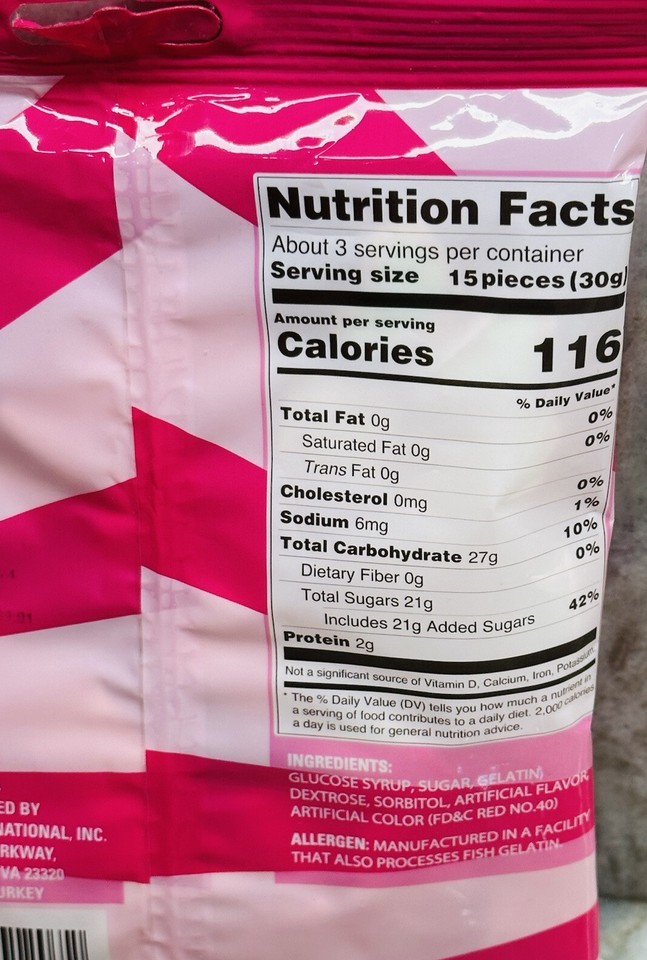 Nutrition Facts
About 3 servings per container
Serving size 15 pieces (30g)
Amount per serving
Calories 116
% Daily Value*
Total Fat 0g 0%
Saturated Fat 0g 0%
Trans Fat 0g
Cholesterol 0mg 0%
Sodium 6mg 1%
Total Carbohydrate 27g 10%
Dietary Fiber 0g 0%
Total Sugars 21g
Includes 21g Added Sugars 42%
Protein 2g
Not a significant source of Vitamin D, Calcium, Iron, Potassium.
* The % Daily Value (DV) tells you how much a nutrient in
a serving of food contributes to a daily diet. 2,000 calories
a day is used for general nutrition advice.
INGREDIENTS:
GLUCOSE SYRUP, SUGAR, GELATIN,
DEXTROSE, SORBITOL, ARTIFICIAL FLAVOR,
ARTIFICIAL COLOR (FD&C RED NO.40)
ALLERGEN: MANUFACTURED IN A FACILITY
THAT ALSO PROCESSES FISH GELATIN.
ED BY
NATIONAL, INC.
RKWAY,
VA 23320
URKEY